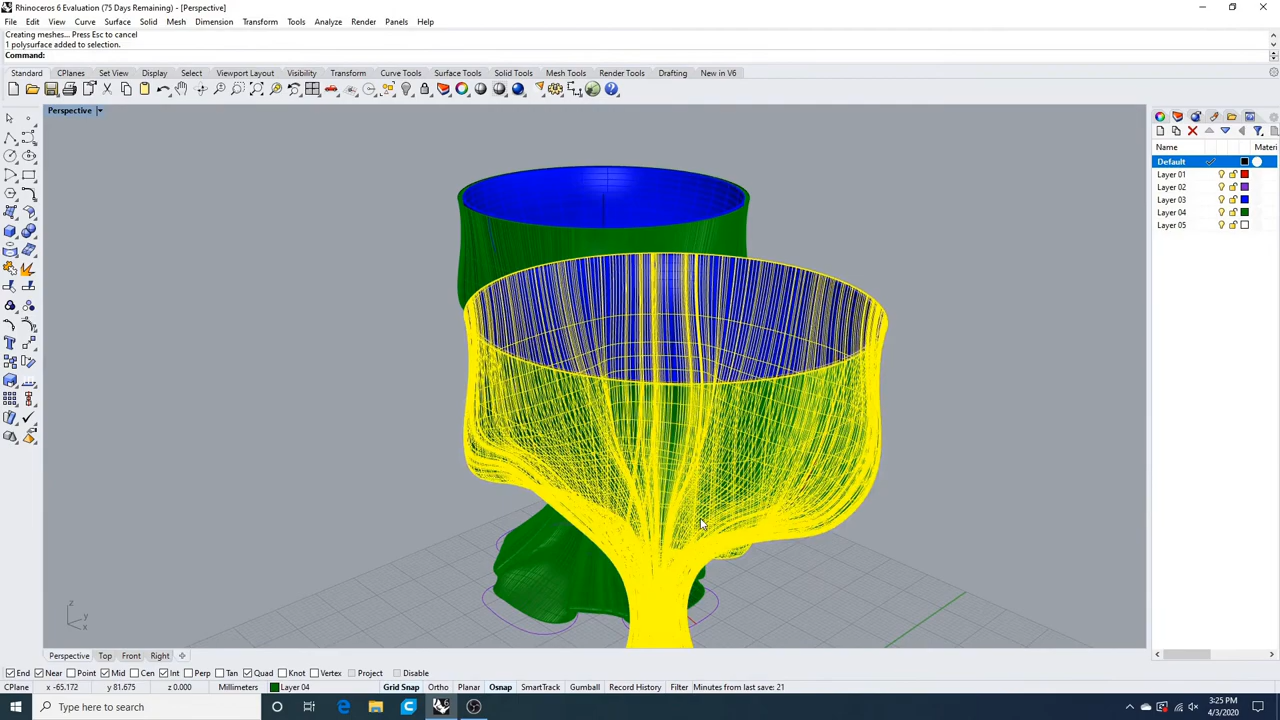 Rhinoceros 6 Evaluation (75 Days Remaining) - [Perspective]
File Edit View Curve Surface Solid Mesh Dimension Transform Tools Analyze Render Panels Help
Creating meshes... Press Esc to cancel
1 polysurface added to selection.
Command:
Standard CPlanes Set View Display Select Viewport Layout Visibility Transform Curve Tools Surface Tools Solid Tools Mesh Tools Render Tools Drafting New in V6
Perspective
Name Materi
Default
Layer 01
Layer 02
Layer 03
Layer 04
Layer 05
z
y
x
Perspective Top Front Right
End Near Point Mid Cen Int Perp Tan Quad Knot Vertex Project Disable
CPlane x -65.172 y 81.675 z 0.000 Millimeters Layer 04 Grid Snap Ortho Planar Osnap SmartTrack Gumball Record History Filter Minutes from last save: 21
Type here to search
3:25 PM
4/3/2020